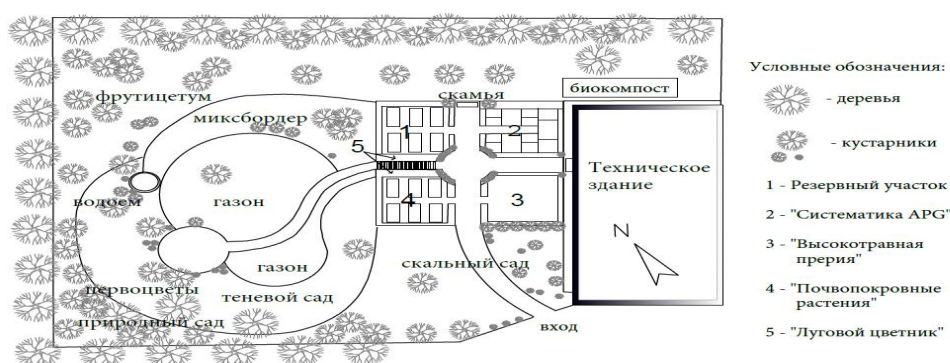 фрутицетум
миксбордер
скамья
биокомпост
1
2
5
Техническое
здание
водоем
газон
4
3
N
газон
скальный сад
первоцветы
теневой сад
природный сад
вход
Условные обозначения:
- деревья
- кустарники
1 - Резервный участок
2 - "Систематика APG"
3 - "Высокотравная
прерия"
4 - "Почвопокровные
растения"
5 - "Луговой цветник"